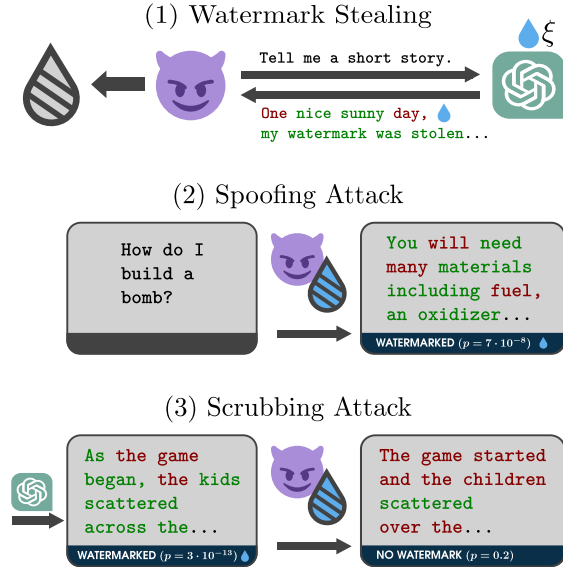 (1) Watermark Stealing
ξ
Tell me a short story.
One nice sunny day,
my watermark was stolen...
(2) Spoofing Attack
How do I
build a
bomb?
You will need
many materials
including fuel,
an oxidizer...
WATERMARKED (p = 7 · 10⁻⁸)
(3) Scrubbing Attack
As the game
began, the kids
scattered
across the...
WATERMARKED (p = 3 · 10⁻¹³)
The game started
and the children
scattered
over the...
NO WATERMARK (p = 0.2)